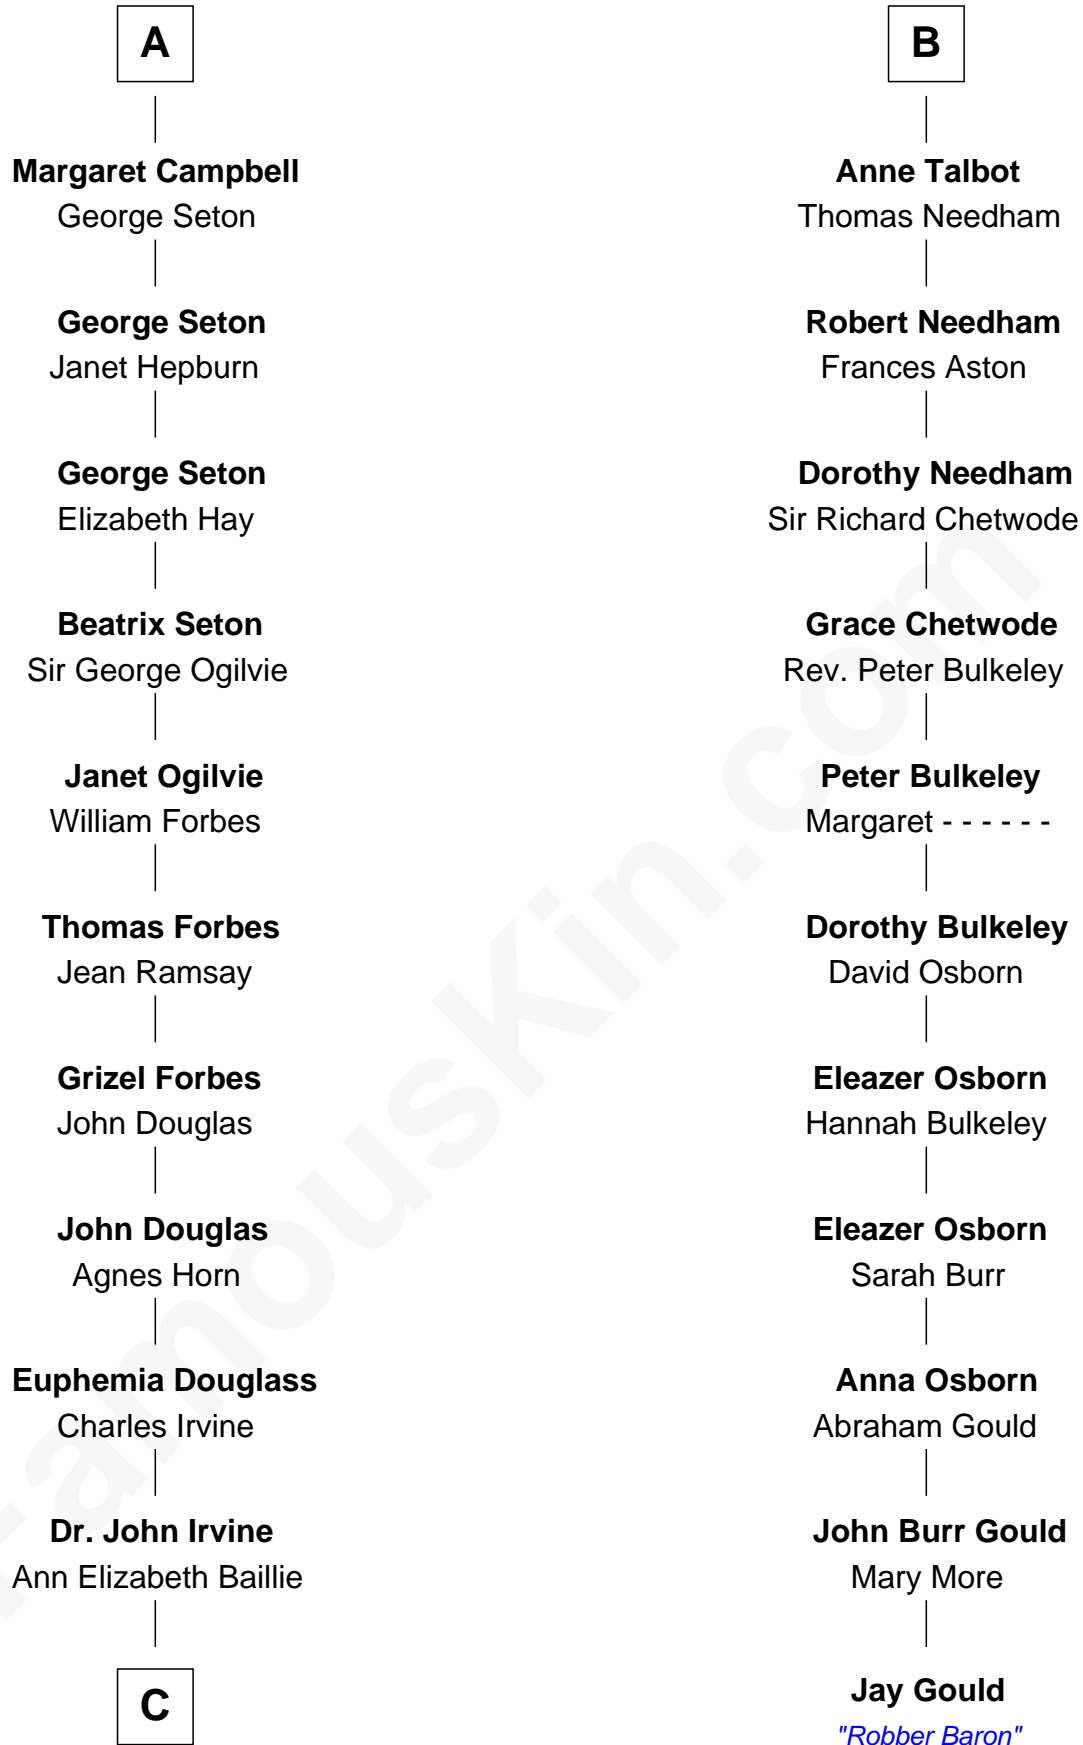 A
Margaret Campbell
George Seton
George Seton
Janet Hepburn
George Seton
Elizabeth Hay
Beatrix Seton
Sir George Ogilvie
Janet Ogilvie
William Forbes
Thomas Forbes
Jean Ramsay
Grizel Forbes
John Douglas
John Douglas
Agnes Horn
Euphemia Douglass
Charles Irvine
Dr. John Irvine
Ann Elizabeth Baillie
C
B
Anne Talbot
Thomas Needham
Robert Needham
Frances Aston
Dorothy Needham
Sir Richard Chetwode
Grace Chetwode
Rev. Peter Bulkeley
Peter Bulkeley
Margaret - - - - - -
Dorothy Bulkeley
David Osborn
Eleazer Osborn
Hannah Bulkeley
Eleazer Osborn
Sarah Burr
Anna Osborn
Abraham Gould
John Burr Gould
Mary More
Jay Gould
"Robber Baron"
FamousKin.com